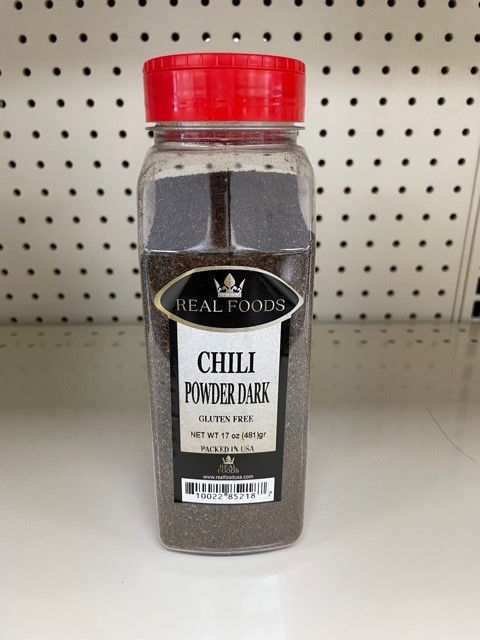 REAL FOODS
CHILI
POWDER DARK
GLUTEN FREE
NET WT 17 oz (481)gr
PACKED IN USA
REAL
FOODS
www.realfoodusa.com
10022 85218 7